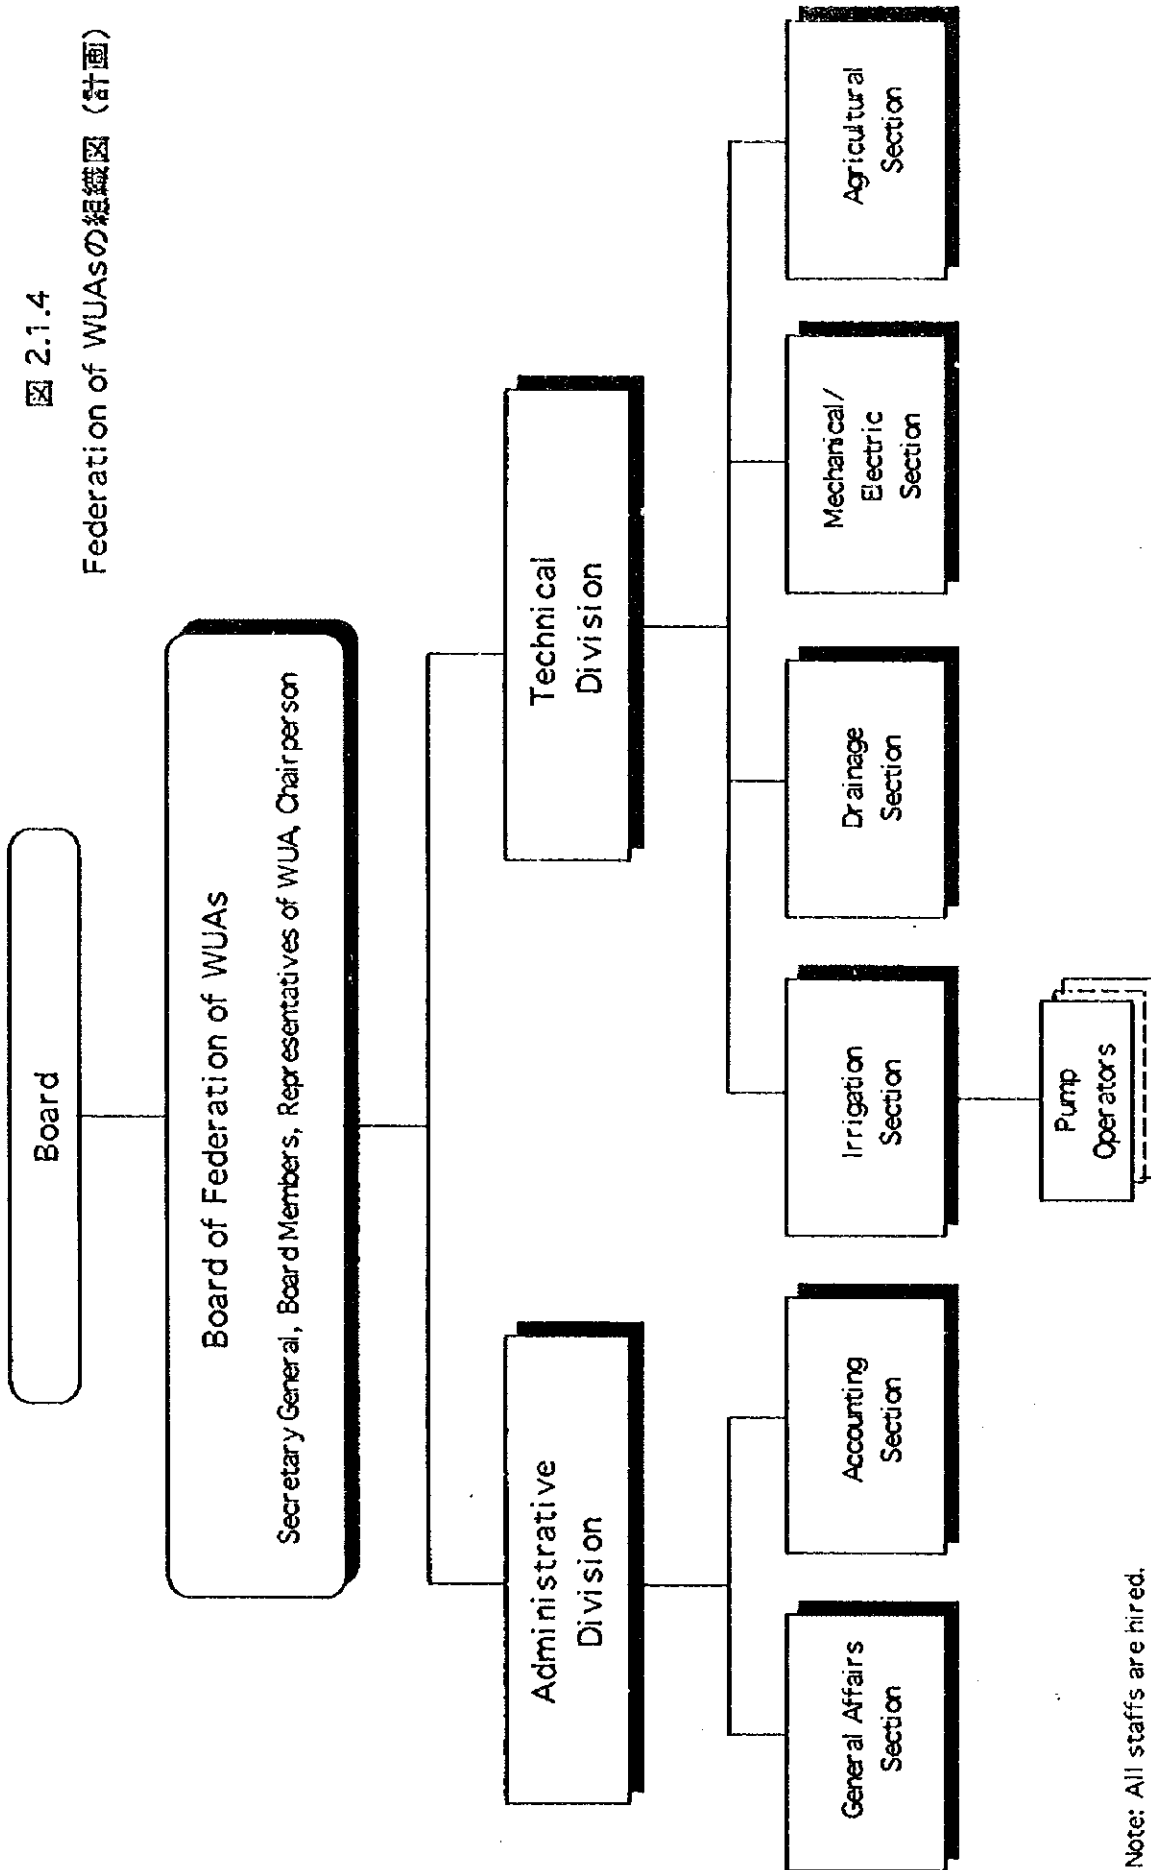 図 2.1.4
Federation of WUAsの組織図 (計画)
Board
Board of Federation of WUAs
Secretary General, Board Members, Representatives of WUA, Chairperson
Administrative
Division
Technical
Division
General Affairs
Section
Accounting
Section
Irrigation
Section
Drainage
Section
Mechanical/
Electric
Section
Agricultural
Section
Pump
Operators
Note: All staffs are hired.